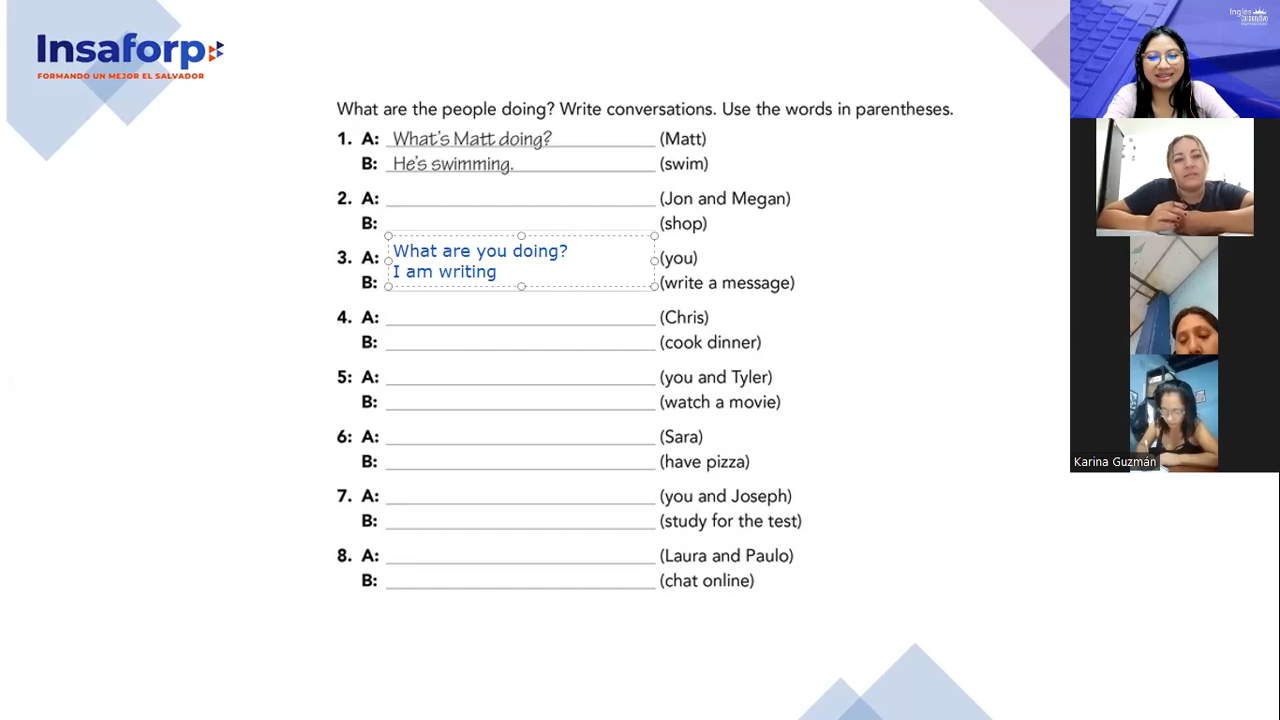 Insaforp
FORMANDO UN MEJOR EL SALVADOR
What are the people doing? Write conversations. Use the words in parentheses.
1. A: What's Matt doing? (Matt)
B: He's swimming. (swim)
2. A: (Jon and Megan)
B: (shop)
3. A: What are you doing? (you)
B: I am writing (write a message)
4. A: (Chris)
B: (cook dinner)
5: A: (you and Tyler)
B: (watch a movie)
6: A: (Sara)
B: (have pizza)
7. A: (you and Joseph)
B: (study for the test)
8. A: (Laura and Paulo)
B: (chat online)
Ingles
Karina Guzmán